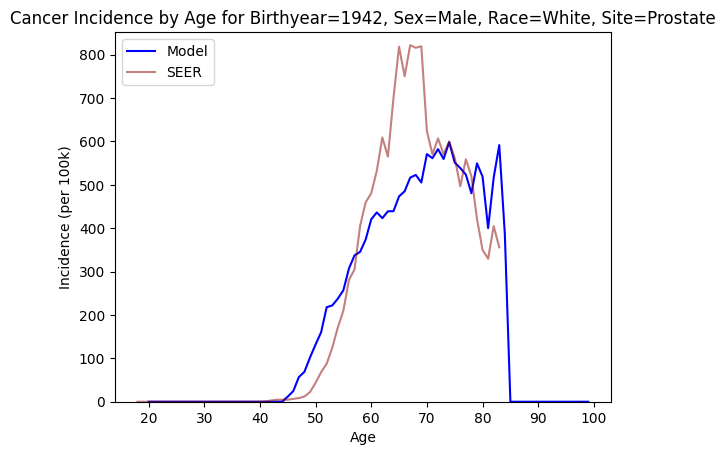 Cancer Incidence by Age for Birthyear=1942, Sex=Male, Race=White, Site=Prostate
Model
SEER
Incidence (per 100k)
800
700
600
500
400
300
200
100
0
20 30 40 50 60 70 80 90 100
Age